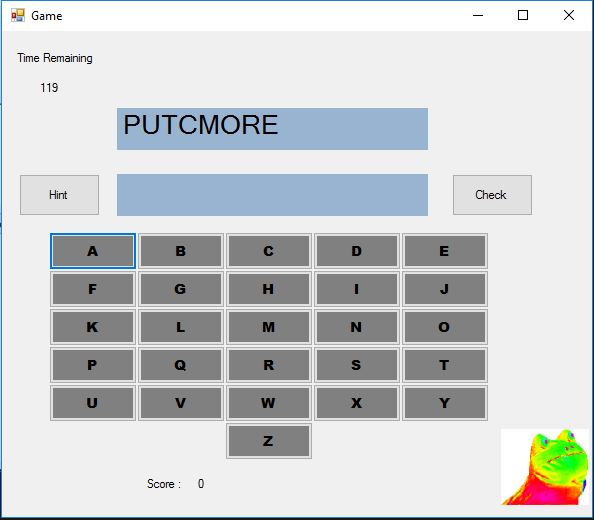 Game
Time Remaining
119
PUTCMORE
Hint
Check
A B C D E
F G H I J
K L M N O
P Q R S T
U V W X Y
Z
Score : 0